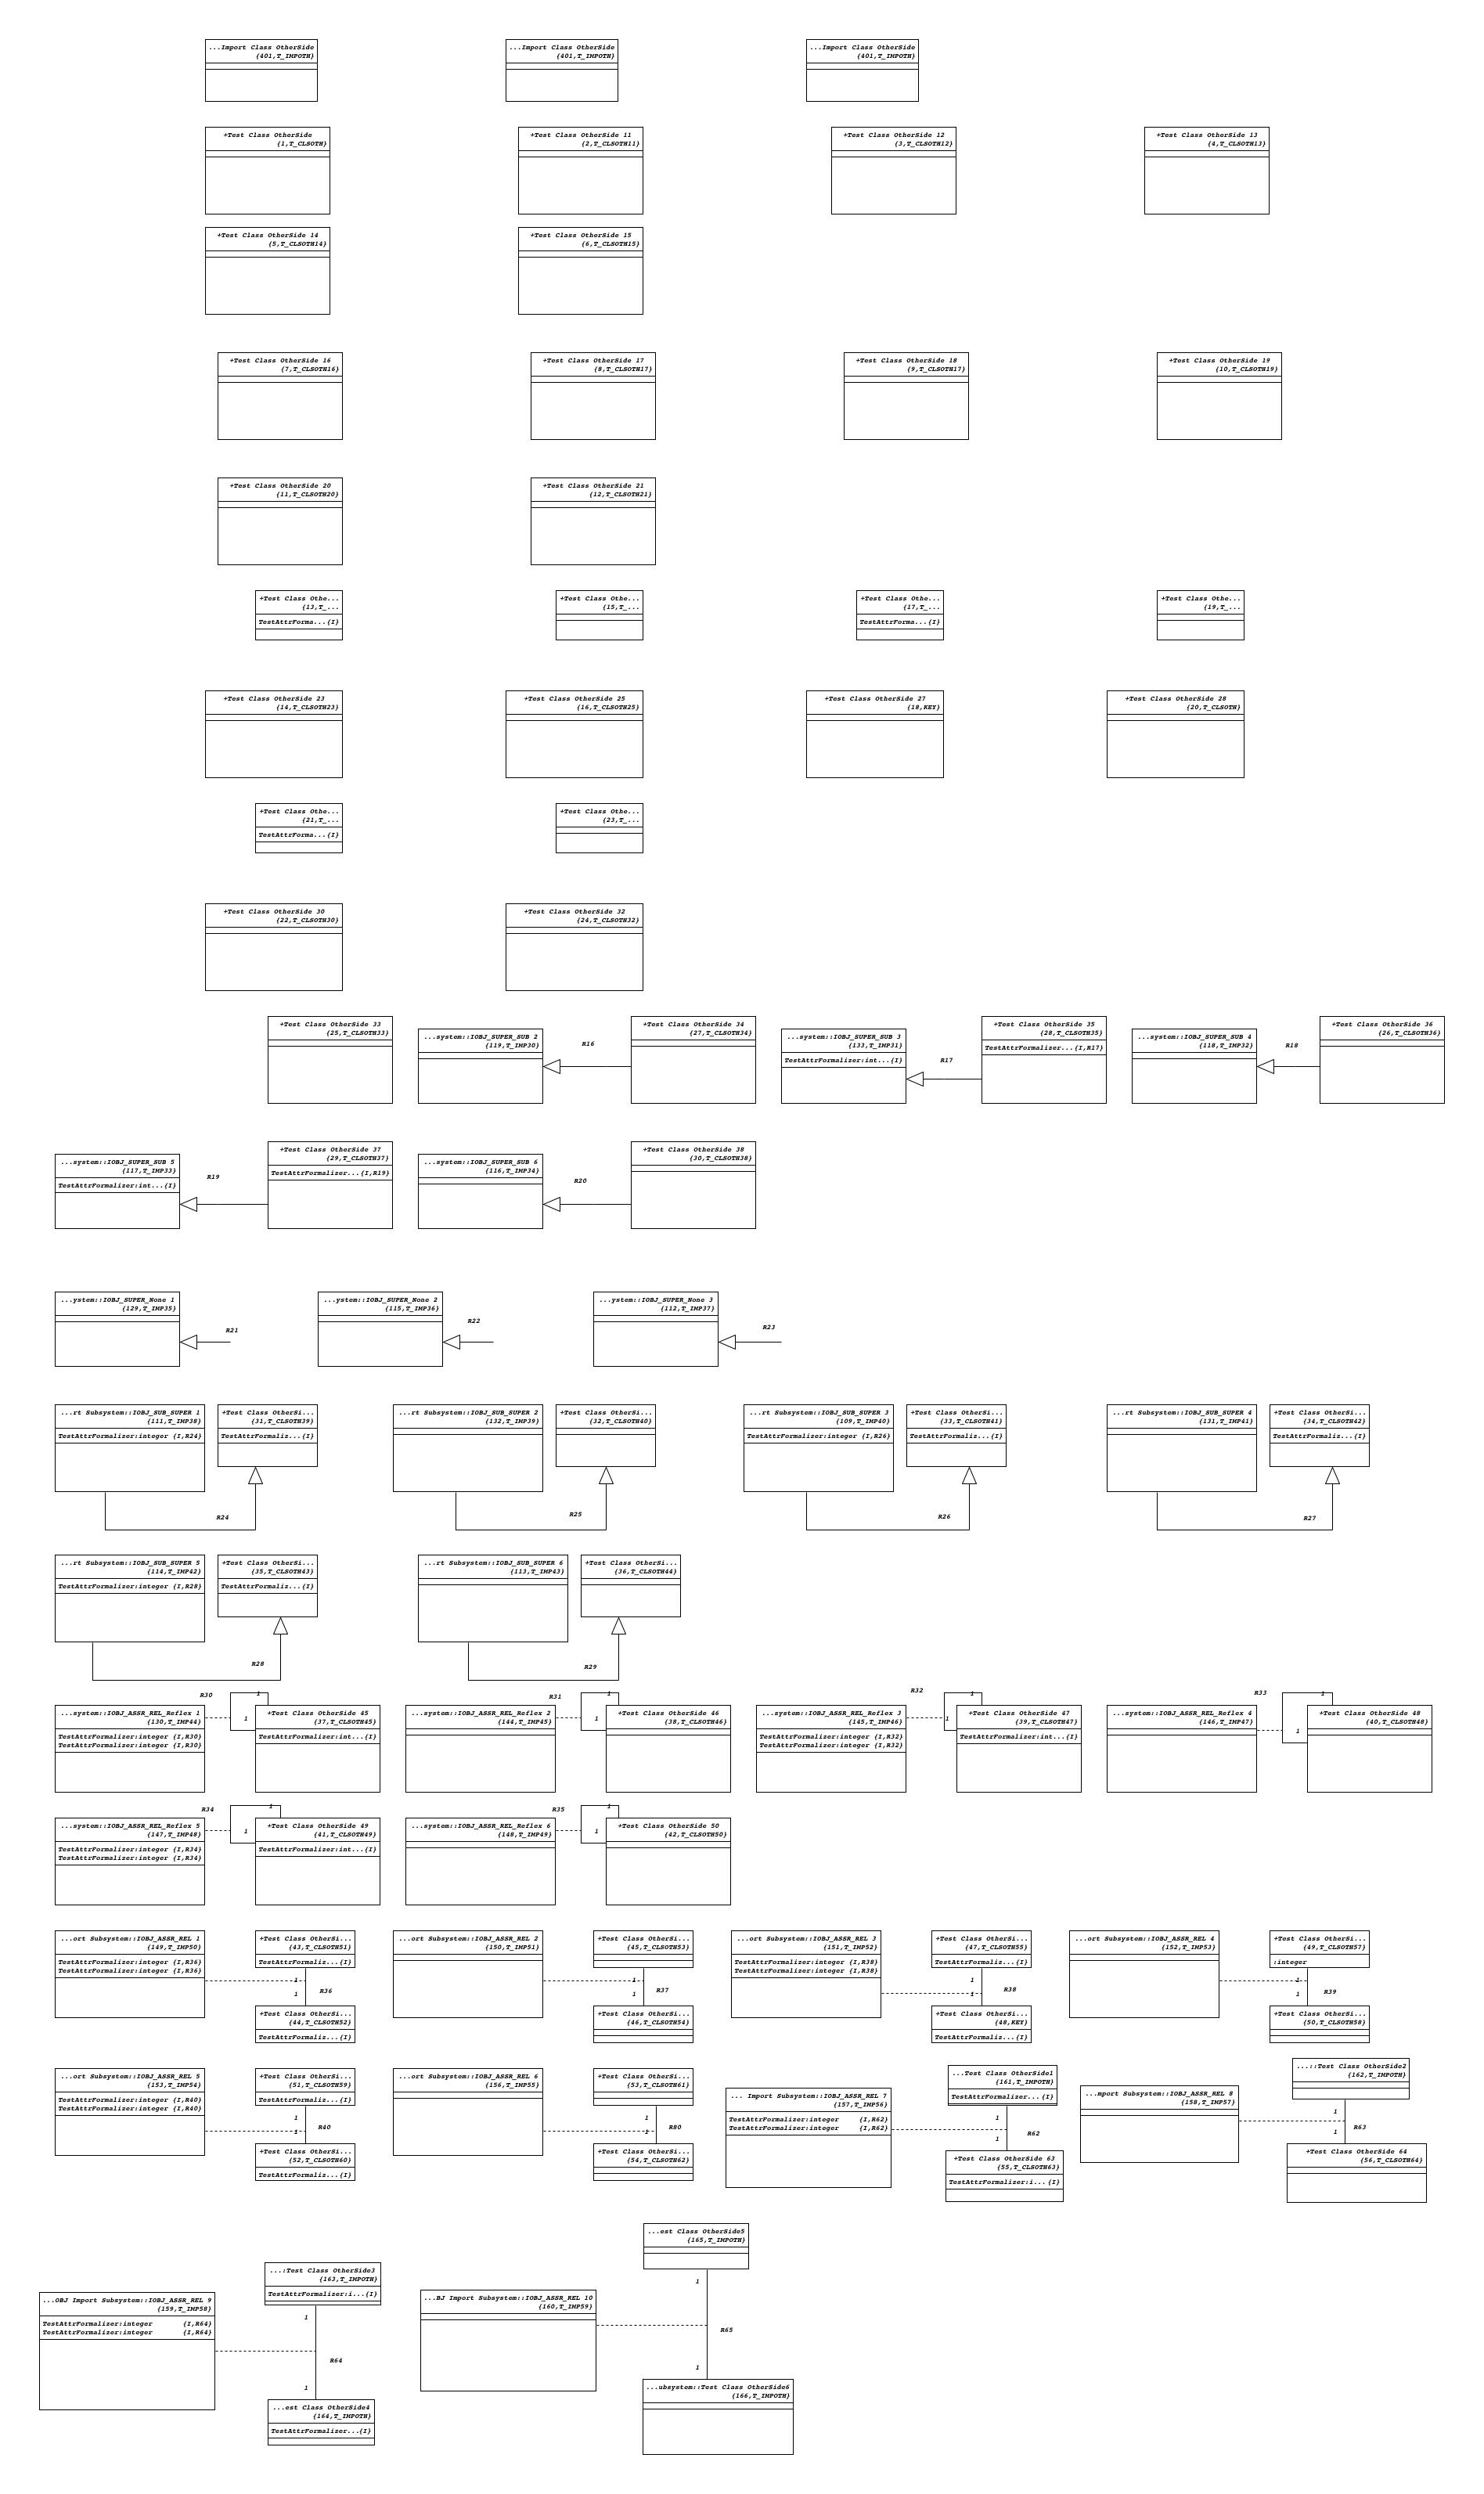 ...Import Class OtherSide
{401,T_IMPOTH}
...Import Class OtherSide
{401,T_IMPOTH}
...Import Class OtherSide
{401,T_IMPOTH}
+Test Class OtherSide
{1,T_CLSOTH}
+Test Class OtherSide 11
{2,T_CLSOTH11}
+Test Class OtherSide 12
{3,T_CLSOTH12}
+Test Class OtherSide 13
{4,T_CLSOTH13}
+Test Class OtherSide 14
{5,T_CLSOTH14}
+Test Class OtherSide 15
{6,T_CLSOTH15}
+Test Class OtherSide 16
{7,T_CLSOTH16}
+Test Class OtherSide 17
{8,T_CLSOTH17}
+Test Class OtherSide 18
{9,T_CLSOTH17}
+Test Class OtherSide 19
{10,T_CLSOTH19}
+Test Class OtherSide 20
{11,T_CLSOTH20}
+Test Class OtherSide 21
{12,T_CLSOTH21}
+Test Class Othe...
{13,T_...
TestAttrForma...{I}
+Test Class Othe...
{15,T_...
+Test Class Othe...
{17,T_...
TestAttrForma...{I}
+Test Class Othe...
{19,T_...
+Test Class OtherSide 23
{14,T_CLSOTH23}
+Test Class OtherSide 25
{16,T_CLSOTH25}
+Test Class OtherSide 27
{18,KEY}
+Test Class OtherSide 28
{20,T_CLSOTH}
+Test Class Othe...
{21,T_...
TestAttrForma...{I}
+Test Class Othe...
{23,T_...
+Test Class OtherSide 30
{22,T_CLSOTH30}
+Test Class OtherSide 32
{24,T_CLSOTH32}
+Test Class OtherSide 33
{25,T_CLSOTH33}
...system::IOBJ_SUPER_SUB 2
{119,T_IMP30}
R16
+Test Class OtherSide 34
{27,T_CLSOTH34}
...system::IOBJ_SUPER_SUB 3
{133,T_IMP31}
TestAttrFormalizer:int...{I}
R17
+Test Class OtherSide 35
{28,T_CLSOTH35}
TestAttrFormalizer...{I,R17}
...system::IOBJ_SUPER_SUB 4
{118,T_IMP32}
R18
+Test Class OtherSide 36
{26,T_CLSOTH36}
...system::IOBJ_SUPER_SUB 5
{117,T_IMP33}
TestAttrFormalizer:int...{I}
R19
+Test Class OtherSide 37
{29,T_CLSOTH37}
TestAttrFormalizer...{I,R19}
...system::IOBJ_SUPER_SUB 6
{116,T_IMP34}
R20
+Test Class OtherSide 38
{30,T_CLSOTH38}
...ystem::IOBJ_SUPER_None 1
{129,T_IMP35}
R21
...ystem::IOBJ_SUPER_None 2
{115,T_IMP36}
R22
...ystem::IOBJ_SUPER_None 3
{112,T_IMP37}
R23
...rt Subsystem::IOBJ_SUB_SUPER 1
{111,T_IMP38}
TestAttrFormalizer:integer {I,R24}
+Test Class OtherSi...
{31,T_CLSOTH39}
TestAttrFormaliz...{I}
R24
...rt Subsystem::IOBJ_SUB_SUPER 2
{132,T_IMP39}
+Test Class OtherSi...
{32,T_CLSOTH40}
R25
...rt Subsystem::IOBJ_SUB_SUPER 3
{109,T_IMP40}
TestAttrFormalizer:integer {I,R26}
+Test Class OtherSi...
{33,T_CLSOTH41}
TestAttrFormaliz...{I}
R26
...rt Subsystem::IOBJ_SUB_SUPER 4
{131,T_IMP41}
+Test Class OtherSi...
{34,T_CLSOTH42}
TestAttrFormaliz...{I}
R27
...rt Subsystem::IOBJ_SUB_SUPER 5
{114,T_IMP42}
TestAttrFormalizer:integer {I,R28}
+Test Class OtherSi...
{35,T_CLSOTH43}
TestAttrFormaliz...{I}
R28
...rt Subsystem::IOBJ_SUB_SUPER 6
{113,T_IMP43}
+Test Class OtherSi...
{36,T_CLSOTH44}
R29
R30
1
1
...system::IOBJ_ASSR_REL_Reflex 1
{130,T_IMP44}
TestAttrFormalizer:integer {I,R30}
TestAttrFormalizer:integer {I,R30}
+Test Class OtherSide 45
{37,T_CLSOTH45}
TestAttrFormalizer:int...{I}
R31
1
1
...system::IOBJ_ASSR_REL_Reflex 2
{144,T_IMP45}
+Test Class OtherSide 46
{38,T_CLSOTH46}
R32
1
1
...system::IOBJ_ASSR_REL_Reflex 3
{145,T_IMP46}
TestAttrFormalizer:integer {I,R32}
TestAttrFormalizer:integer {I,R32}
+Test Class OtherSide 47
{39,T_CLSOTH47}
TestAttrFormalizer:int...{I}
R33
1
1
...system::IOBJ_ASSR_REL_Reflex 4
{146,T_IMP47}
+Test Class OtherSide 48
{40,T_CLSOTH48}
R34
1
1
...system::IOBJ_ASSR_REL_Reflex 5
{147,T_IMP48}
TestAttrFormalizer:integer {I,R34}
TestAttrFormalizer:integer {I,R34}
+Test Class OtherSide 49
{41,T_CLSOTH49}
TestAttrFormalizer:int...{I}
R35
1
1
...system::IOBJ_ASSR_REL_Reflex 6
{148,T_IMP49}
+Test Class OtherSide 50
{42,T_CLSOTH50}
...ort Subsystem::IOBJ_ASSR_REL 1
{149,T_IMP50}
TestAttrFormalizer:integer {I,R36}
TestAttrFormalizer:integer {I,R36}
+Test Class OtherSi...
{43,T_CLSOTH51}
TestAttrFormaliz...{I}
1
1
R36
+Test Class OtherSi...
{44,T_CLSOTH52}
TestAttrFormaliz...{I}
...ort Subsystem::IOBJ_ASSR_REL 2
{150,T_IMP51}
+Test Class OtherSi...
{45,T_CLSOTH53}
1
1
R37
+Test Class OtherSi...
{46,T_CLSOTH54}
...ort Subsystem::IOBJ_ASSR_REL 3
{151,T_IMP52}
TestAttrFormalizer:integer {I,R38}
TestAttrFormalizer:integer {I,R38}
+Test Class OtherSi...
{47,T_CLSOTH55}
TestAttrFormaliz...{I}
1
1
R38
+Test Class OtherSi...
{48,KEY}
TestAttrFormaliz...{I}
...ort Subsystem::IOBJ_ASSR_REL 4
{152,T_IMP53}
+Test Class OtherSi...
{49,T_CLSOTH57}
:integer
1
1
R39
+Test Class OtherSi...
{50,T_CLSOTH58}
...ort Subsystem::IOBJ_ASSR_REL 5
{153,T_IMP54}
TestAttrFormalizer:integer {I,R40}
TestAttrFormalizer:integer {I,R40}
+Test Class OtherSi...
{51,T_CLSOTH59}
TestAttrFormaliz...{I}
1
1
R40
+Test Class OtherSi...
{52,T_CLSOTH60}
TestAttrFormaliz...{I}
...ort Subsystem::IOBJ_ASSR_REL 6
{156,T_IMP55}
+Test Class OtherSi...
{53,T_CLSOTH61}
1
1
R80
+Test Class OtherSi...
{54,T_CLSOTH62}
... Import Subsystem::IOBJ_ASSR_REL 7
{157,T_IMP56}
TestAttrFormalizer:integer {I,R62}
TestAttrFormalizer:integer {I,R62}
...Test Class OtherSide1
{161,T_IMPOTH}
TestAttrFormalizer...{I}
1
1
R62
+Test Class OtherSide 63
{55,T_CLSOTH63}
TestAttrFormalizer:i...{I}
...mport Subsystem::IOBJ_ASSR_REL 8
{158,T_IMP57}
...::Test Class OtherSide2
{162,T_IMPOTH}
1
1
R63
+Test Class OtherSide 64
{56,T_CLSOTH64}
...OBJ Import Subsystem::IOBJ_ASSR_REL 9
{159,T_IMP58}
TestAttrFormalizer:integer {I,R64}
TestAttrFormalizer:integer {I,R64}
...:Test Class OtherSide3
{163,T_IMPOTH}
TestAttrFormalizer:i...{I}
1
R64
1
...est Class OtherSide4
{164,T_IMPOTH}
TestAttrFormalizer...{I}
...BJ Import Subsystem::IOBJ_ASSR_REL 10
{160,T_IMP59}
...est Class OtherSide5
{165,T_IMPOTH}
1
R65
1
...ubsystem::Test Class OtherSide6
{166,T_IMPOTH}